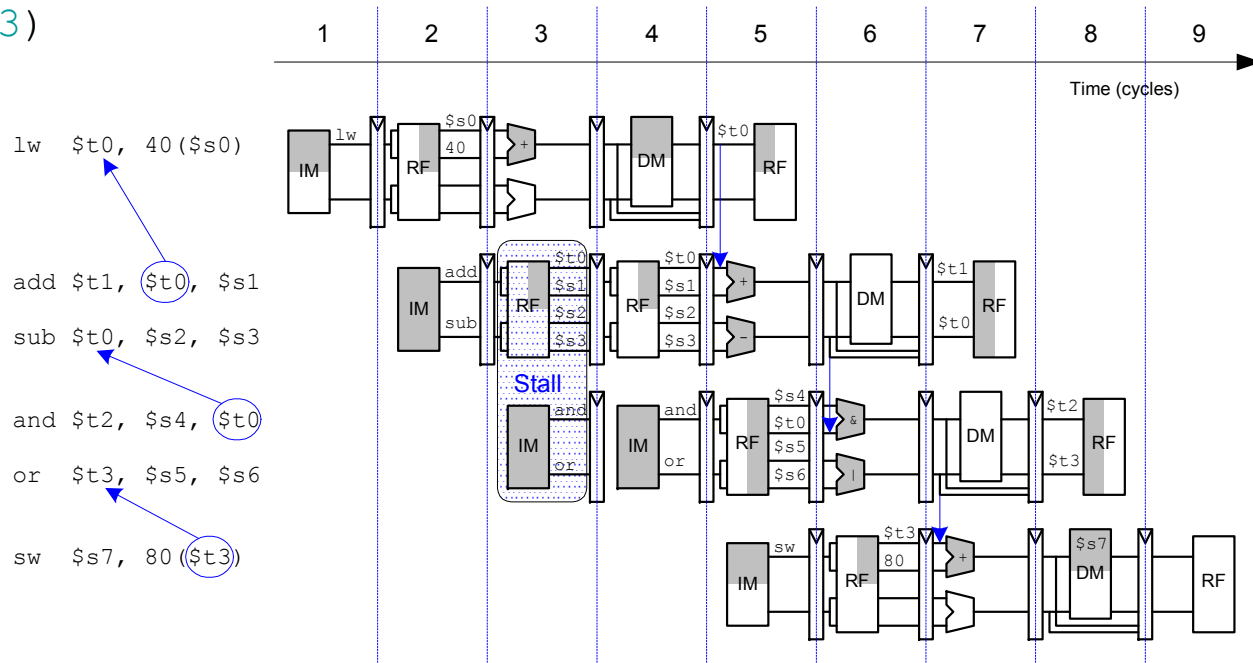 3)
1 2 3 4 5 6 7 8 9
Time (cycles)
lw $t0, 40($s0)
IM lw RF $s0 40 + DM $t0 RF
add $t1, $t0, $s1
sub $t0, $s2, $s3
IM add sub RF $t0 $s1 $s2 $s3 RF $t0 $s1 $s2 $s3 + - DM $t1 $t0 RF
Stall
and $t2, $s4, $t0
or $t3, $s5, $s6
IM and or IM and or RF $s4 $t0 $s5 $s6 & | DM $t2 $t3 RF
sw $s7, 80($t3)
IM sw RF $t3 80 + $s7 DM RF